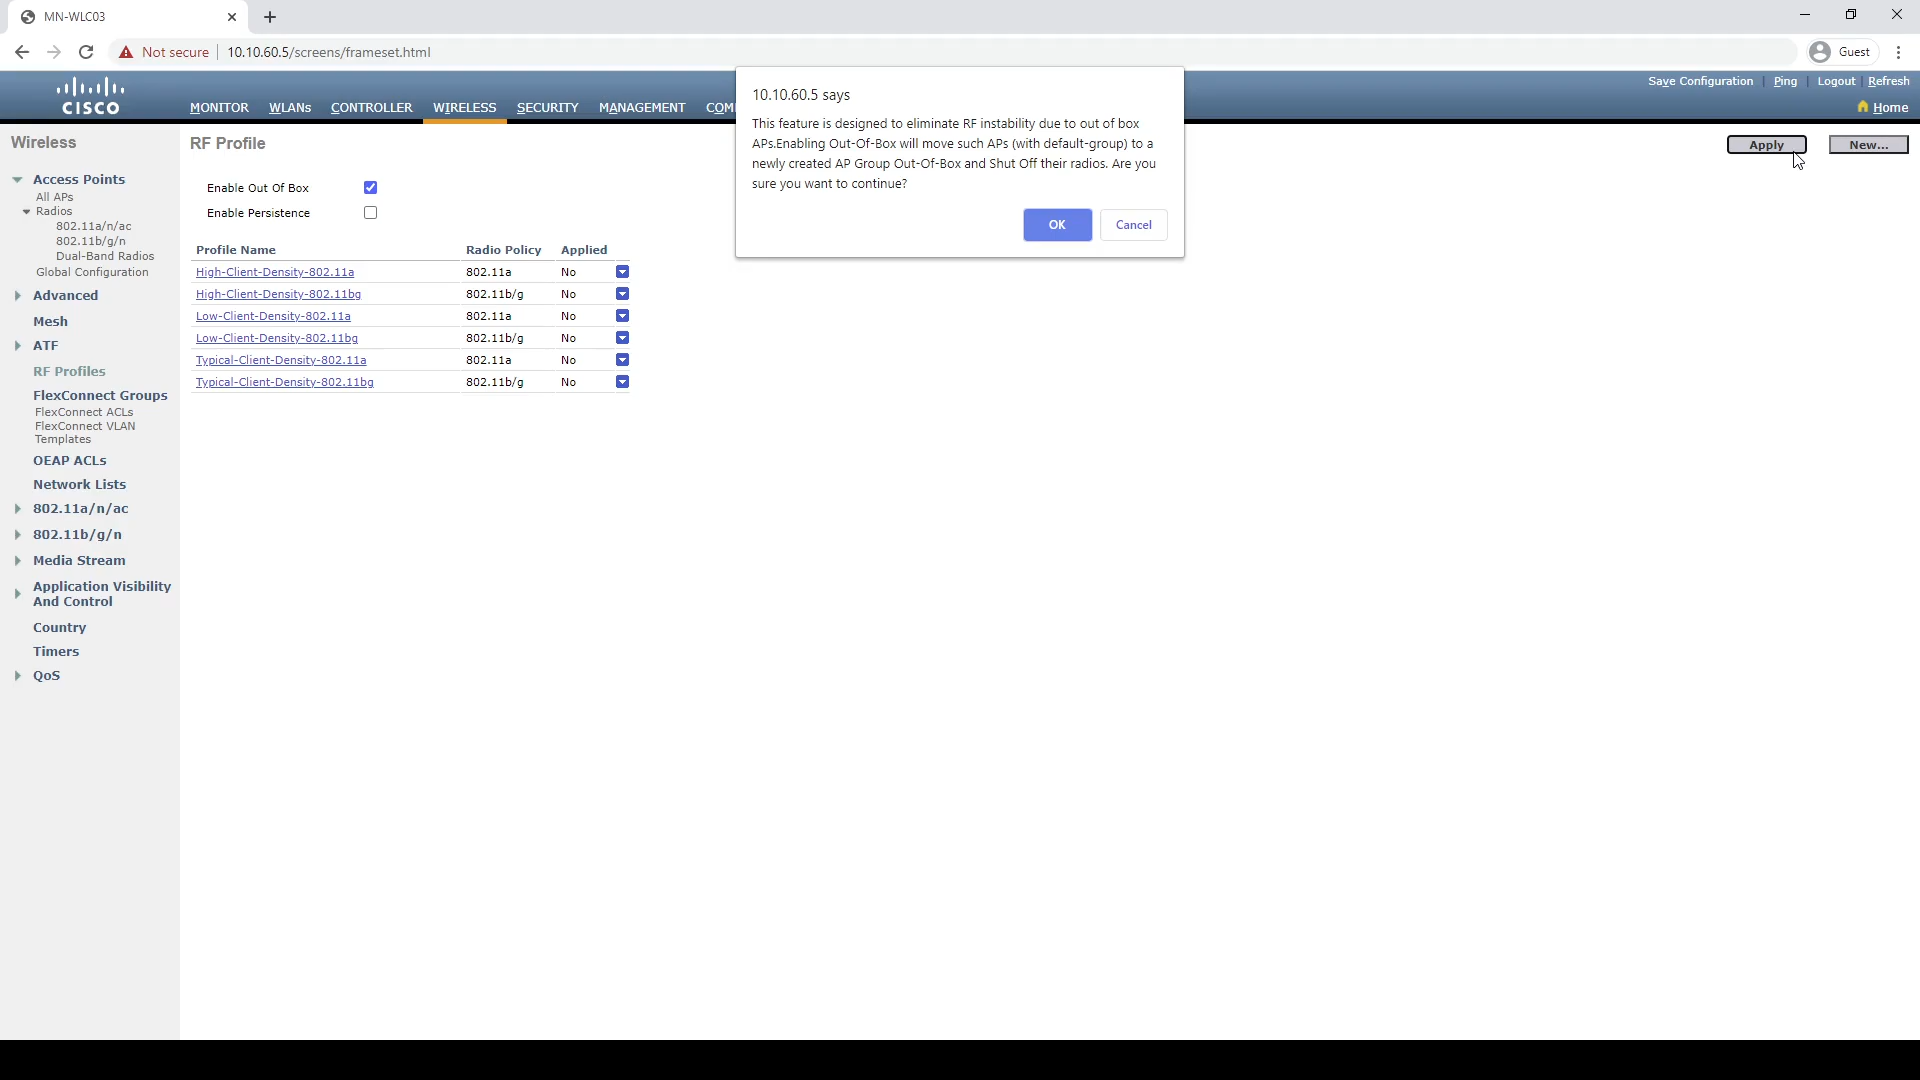 MN-WLC03
Not secure
10.10.60.5/screens/frameset.html
Guest
CISCO
MONITOR WLANs CONTROLLER WIRELESS SECURITY MANAGEMENT COM
Save Configuration Ping Logout Refresh
Home
10.10.60.5 says
This feature is designed to eliminate RF instability due to out of box
APs.Enabling Out-Of-Box will move such APs (with default-group) to a
newly created AP Group Out-Of-Box and Shut Off their radios. Are you
sure you want to continue?
OK Cancel
Wireless
Access Points
All APs
Radios
802.11a/n/ac
802.11b/g/n
Dual-Band Radios
Global Configuration
Advanced
Mesh
ATF
RF Profiles
FlexConnect Groups
FlexConnect ACLs
FlexConnect VLAN
Templates
OEAP ACLs
Network Lists
802.11a/n/ac
802.11b/g/n
Media Stream
Application Visibility
And Control
Country
Timers
QoS
RF Profile
Apply New...
Enable Out Of Box
Enable Persistence
Profile Name Radio Policy Applied
High-Client-Density-802.11a 802.11a No
High-Client-Density-802.11bg 802.11b/g No
Low-Client-Density-802.11a 802.11a No
Low-Client-Density-802.11bg 802.11b/g No
Typical-Client-Density-802.11a 802.11a No
Typical-Client-Density-802.11bg 802.11b/g No